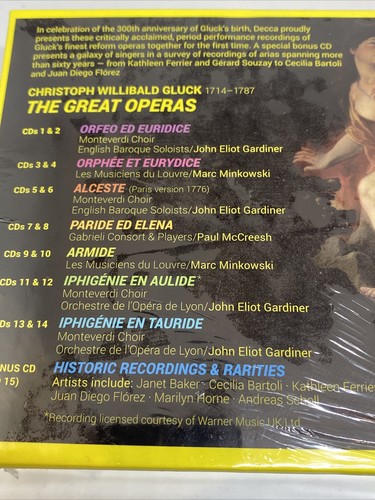 In celebration of the 300th anniversary of Gluck's birth, Decca proudly
presents these critically acclaimed, period performance recordings of
Gluck's finest reform operas together for the first time. A special bonus CD
presents a galaxy of singers in a survey of recordings of arias spanning more
than sixty years – from Kathleen Ferrier and Gérard Souzay to Cecilia Bartoli
and Juan Diego Flórez
CHRISTOPH WILLIBALD GLUCK 1714–1787
THE GREAT OPERAS
CDs 1 & 2 ORFEO ED EURIDICE
Monteverdi Choir
English Baroque Soloists/John Eliot Gardiner
CDs 3 & 4 ORPHÉE ET EURYDICE
Les Musiciens du Louvre/Marc Minkowski
CDs 5 & 6 ALCESTE (Paris version 1776)
Monteverdi Choir
English Baroque Soloists/John Eliot Gardiner
CDs 7 & 8 PARIDE ED ELENA
Gabrieli Consort & Players/Paul McCreesh
CDs 9 & 10 ARMIDE
Les Musiciens du Louvre/Marc Minkowski
CDs 11 & 12 IPHIGÉNIE EN AULIDE
Monteverdi Choir
Orchestre de l'Opéra de Lyon/John Eliot Gardiner
Ds 13 & 14 IPHIGÉNIE EN TAURIDE
Monteverdi Choir
Orchestre de l'Opéra de Lyon/John Eliot Gardiner
NUS CD HISTORIC RECORDINGS & RARITIES
15) Artists include: Janet Baker · Cecilia Bartoli · Kathleen Ferrie
Juan Diego Flórez · Marilyn Horne · Andreas Scholl
*Recording licensed courtesy of Warner Music UK Ltd